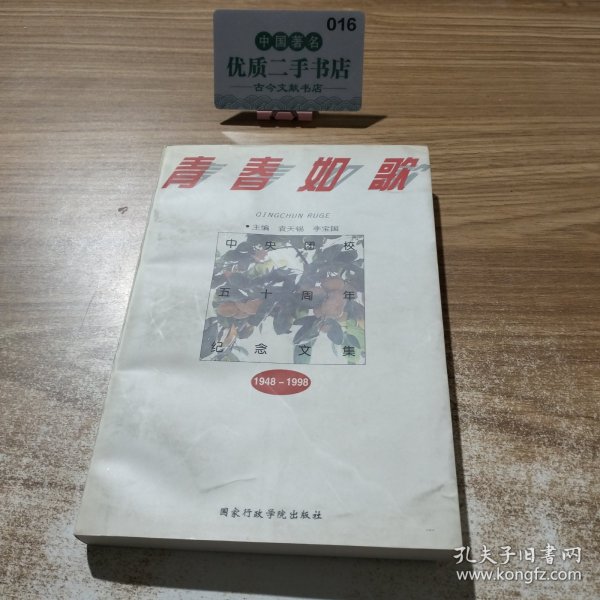 016
中国著名
优质二手书店
古今文献书店
青春如歌
QINGCHUN RUGE
·主编 袁天锡 李宝国
中央团校
五十周年
纪念文集
1948-1998
国家行政学院出版社
孔夫子旧书网
www.kongfz.com